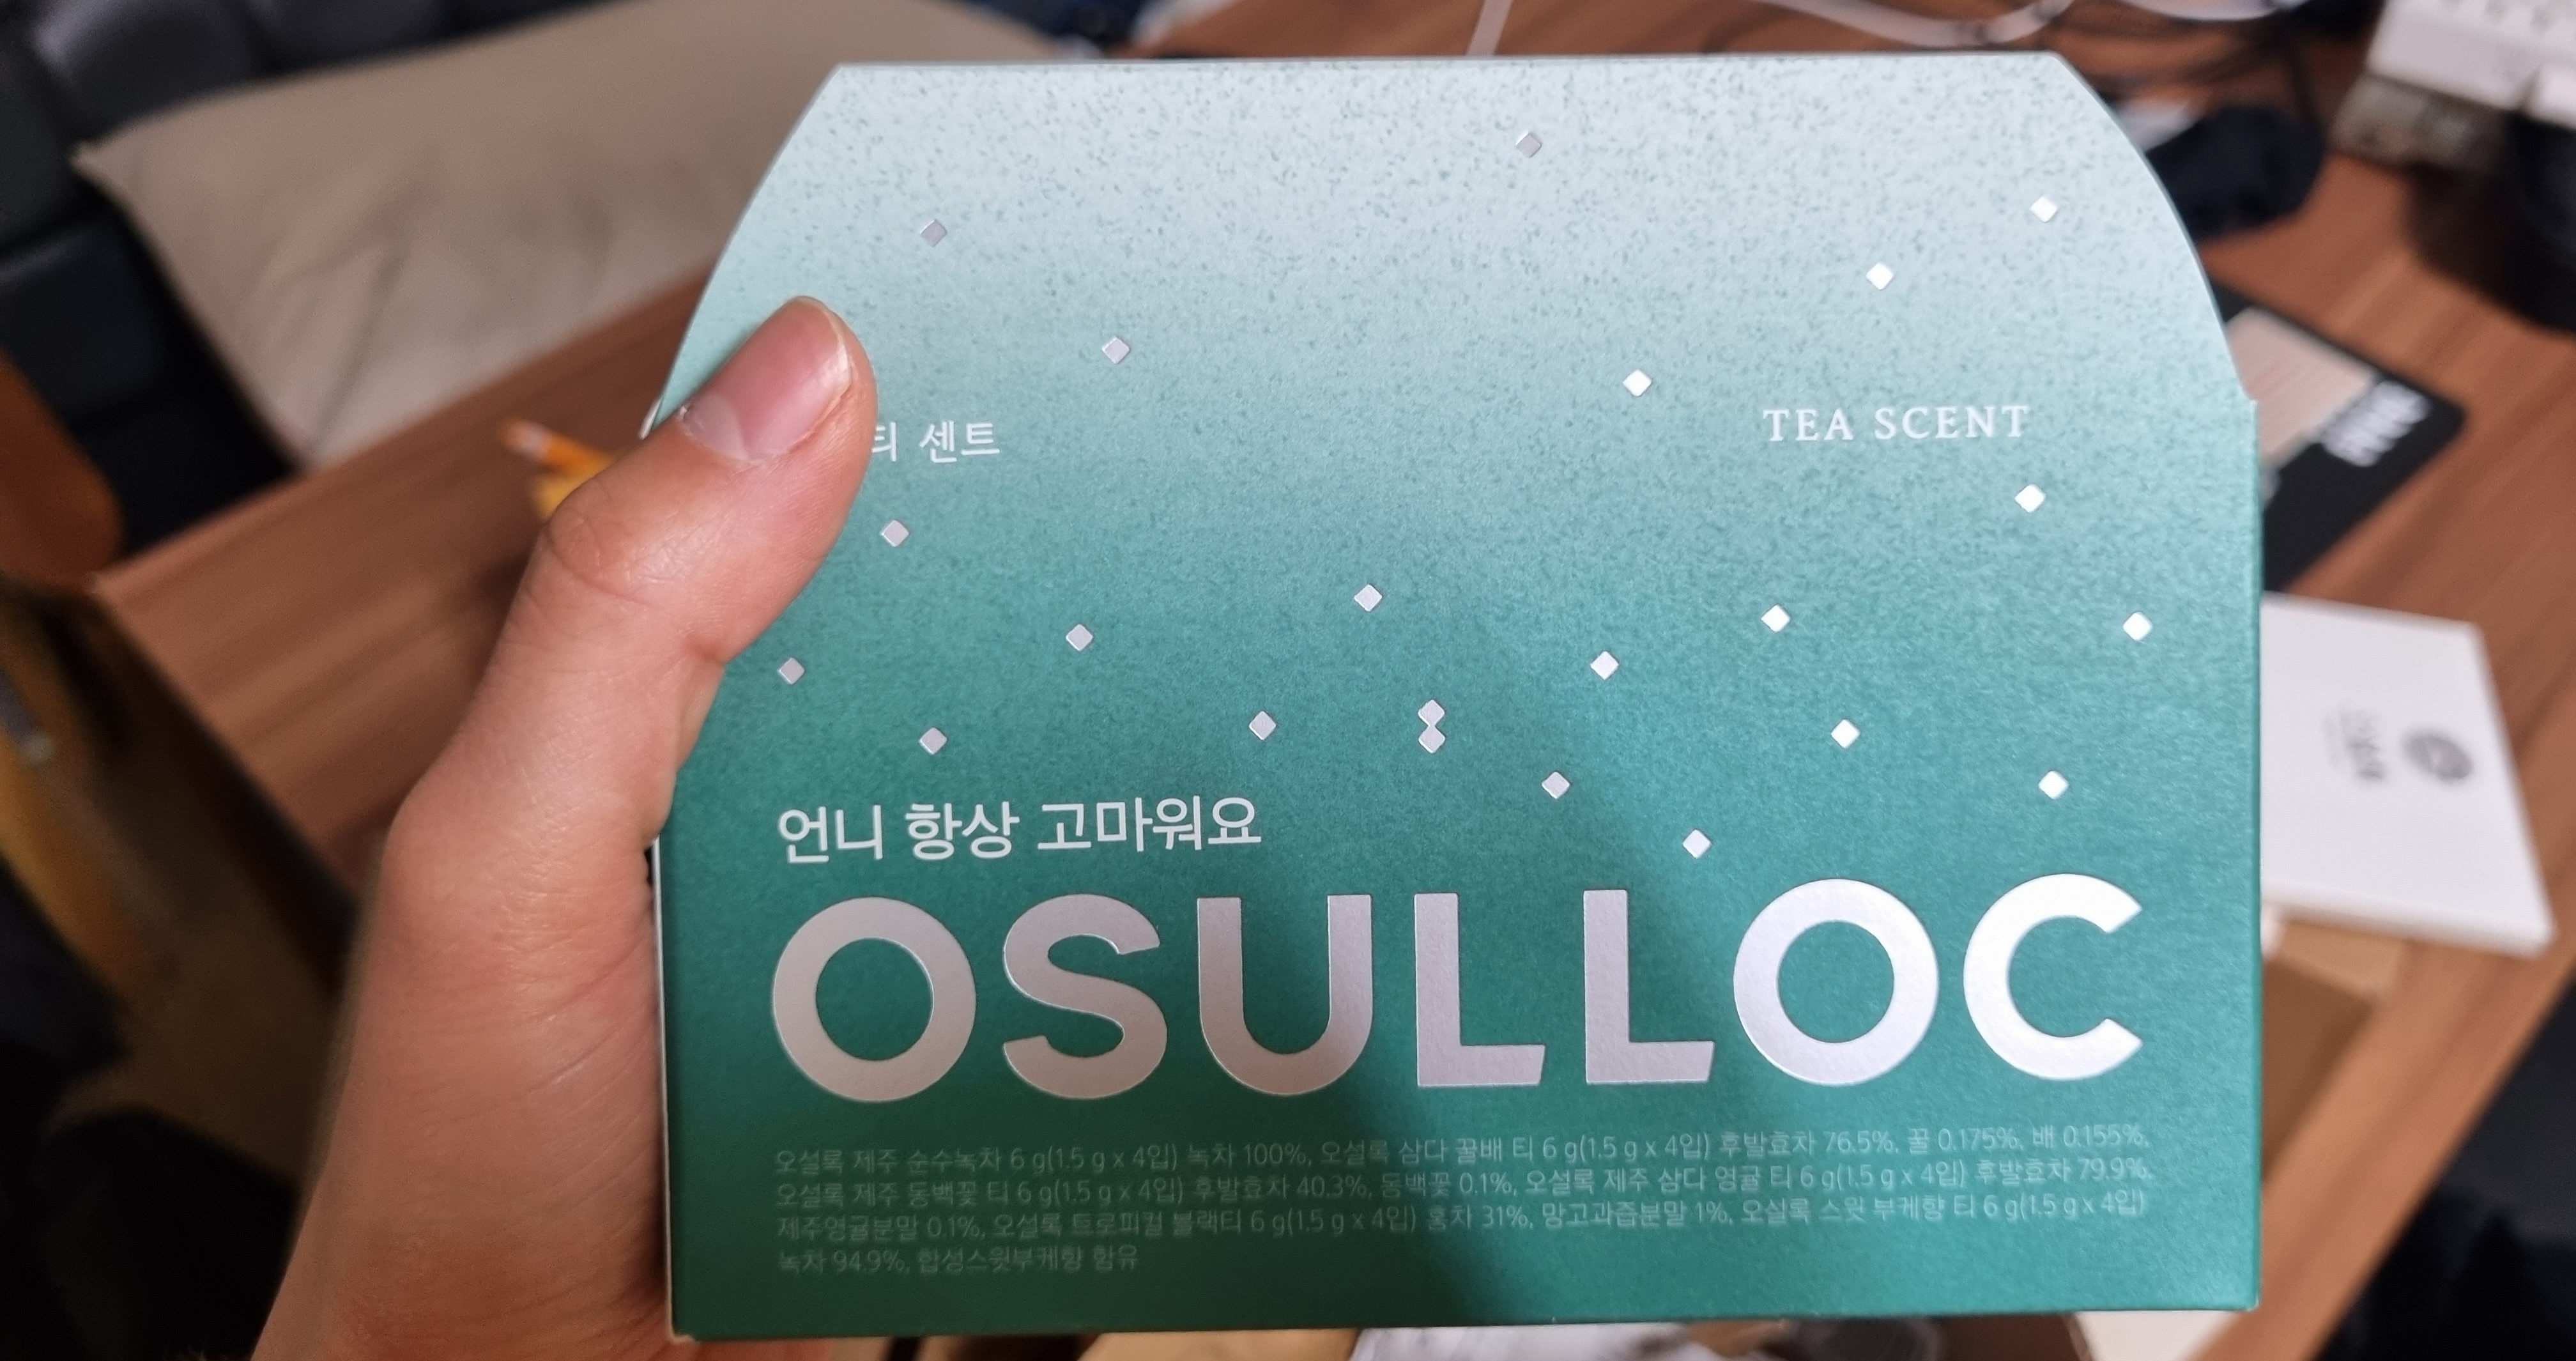 티 센트
TEA SCENT
언니 항상 고마워요
OSULLOC
오설록 제주 순수녹차 6 g(1.5 g x 4입) 녹차 100%, 오설록 삼다 꿀배 티 6 g(1.5 g x 4입) 후발효차 76.5%, 꿀 0.175%, 배 0.155%,
오설록 제주 동백꽃 티 6 g(1.5 g x 4입) 후발효차 40.3%, 동백꽃 0.1%, 오설록 제주 삼다 영귤 티 6 g(1.5 g x 4입) 후발효차 79.9%,
제주영귤분말 0.1%, 오설록 트로피컬 블랙티 6 g(1.5 g x 4입) 홍차 31%, 망고과즙분말 1%, 오설록 스윗 부케향 티 6 g(1.5 g x 4입)
녹차 94.9%, 합성스윗부케향 함유